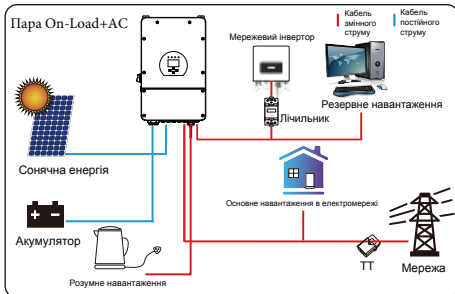 Пара On-Load+AC
Мережевий інвертор
Кабель
змінного
струму
Кабель
постійного
струму
Резервне навантаження
Лічильник
Сонячна енергія
Основне навантаження в електромережі
Акумулятор
Розумне навантаження
ТТ
Мережа